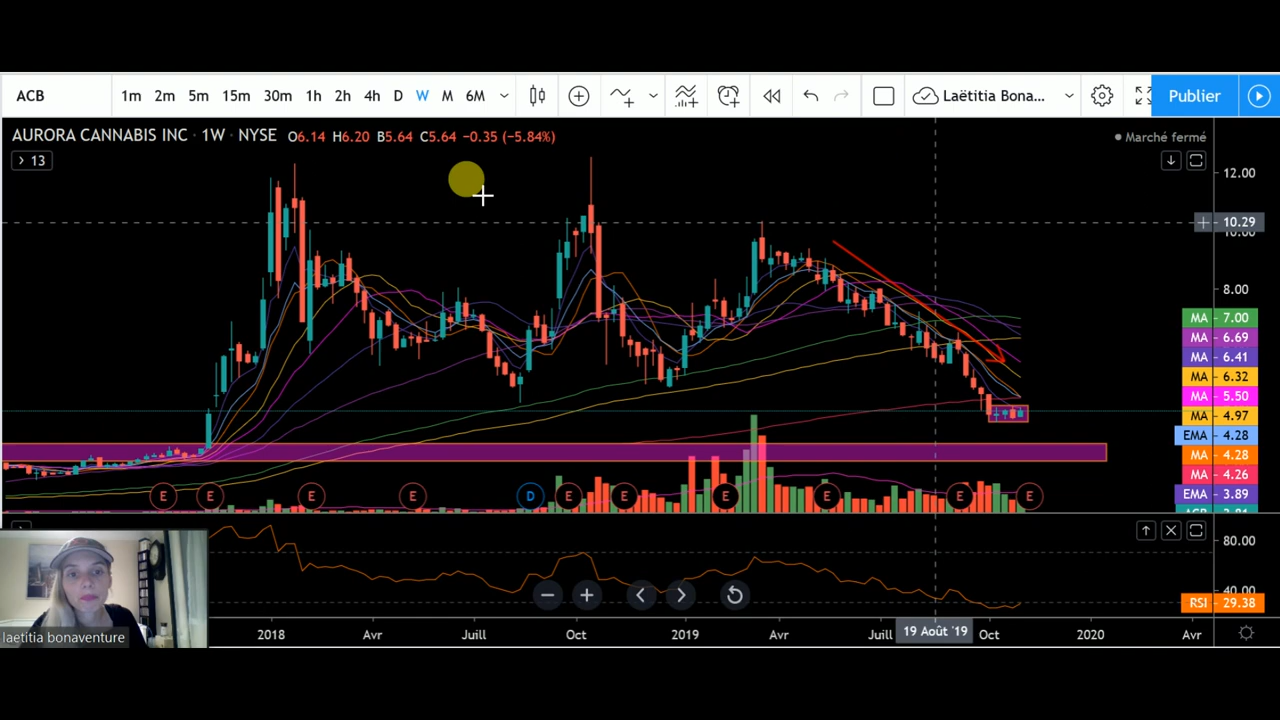 ACB 1m 2m 5m 15m 30m 1h 2h 4h D W M 6M Laëtitia Bona... Publier
AURORA CANNABIS INC · 1W · NYSE O6.14 H6.20 B5.64 C5.64 −0.35 (−5.84%) Marché fermé
13
12.00
10.29
10.00
8.00
MA 7.00
MA 6.69
MA 6.41
MA 6.32
MA 5.50
MA 4.97
EMA 4.28
MA 4.28
MA 4.26
EMA 3.89
E E E E D E E E E E E
80.00
40.00
RSI 29.38
laetitia bonaventure
2018 Avr Juill Oct 2019 Avr Juill 19 Août '19 Oct 2020 Avr